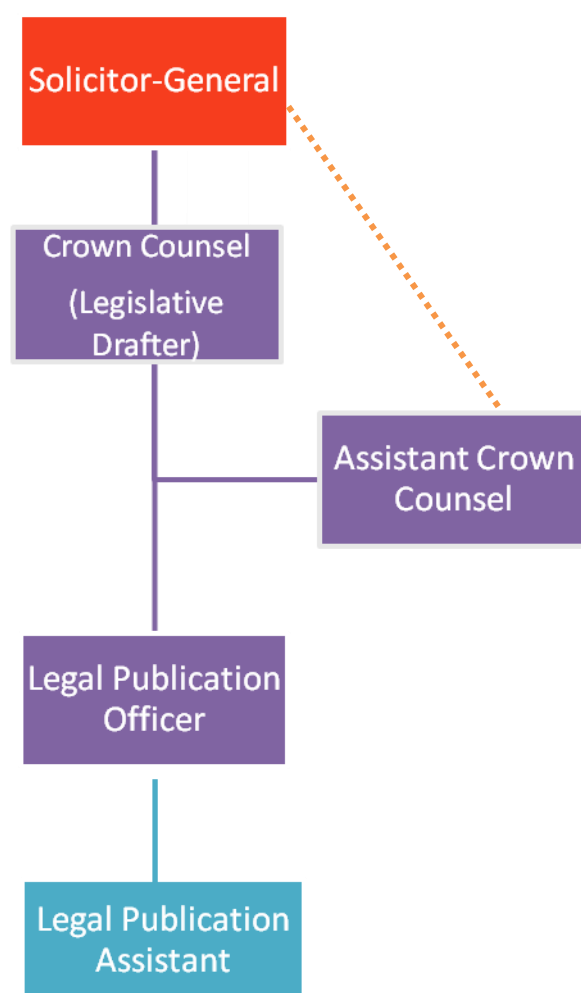 Solicitor-General
Crown Counsel
(Legislative
Drafter)
Assistant Crown
Counsel
Legal Publication
Officer
Legal Publication
Assistant